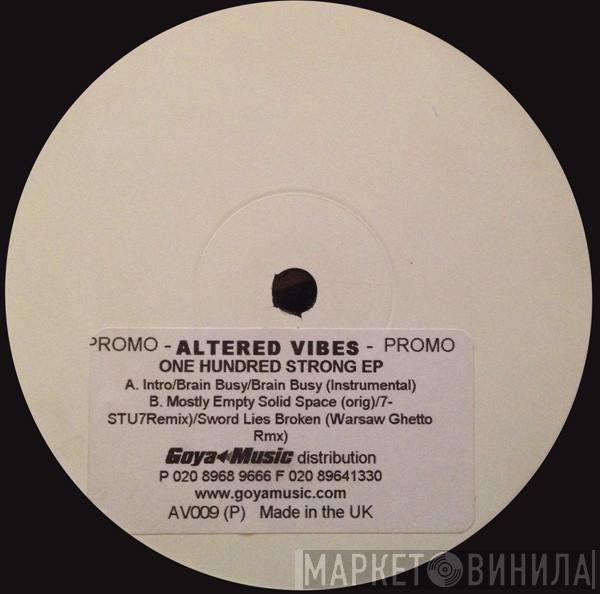 PROMO - ALTERED VIBES - PROMO
ONE HUNDRED STRONG EP
A. Intro/Brain Busy/Brain Busy (Instrumental)
B. Mostly Empty Solid Space (orig)/7-
STU7Remix)/Sword Lies Broken (Warsaw Ghetto
Rmx)
Goya Music distribution
P 020 8968 9666 F 020 89641330
www.goyamusic.com
AV009 (P) Made in the UK
МАРКЕТ ВИНИЛА